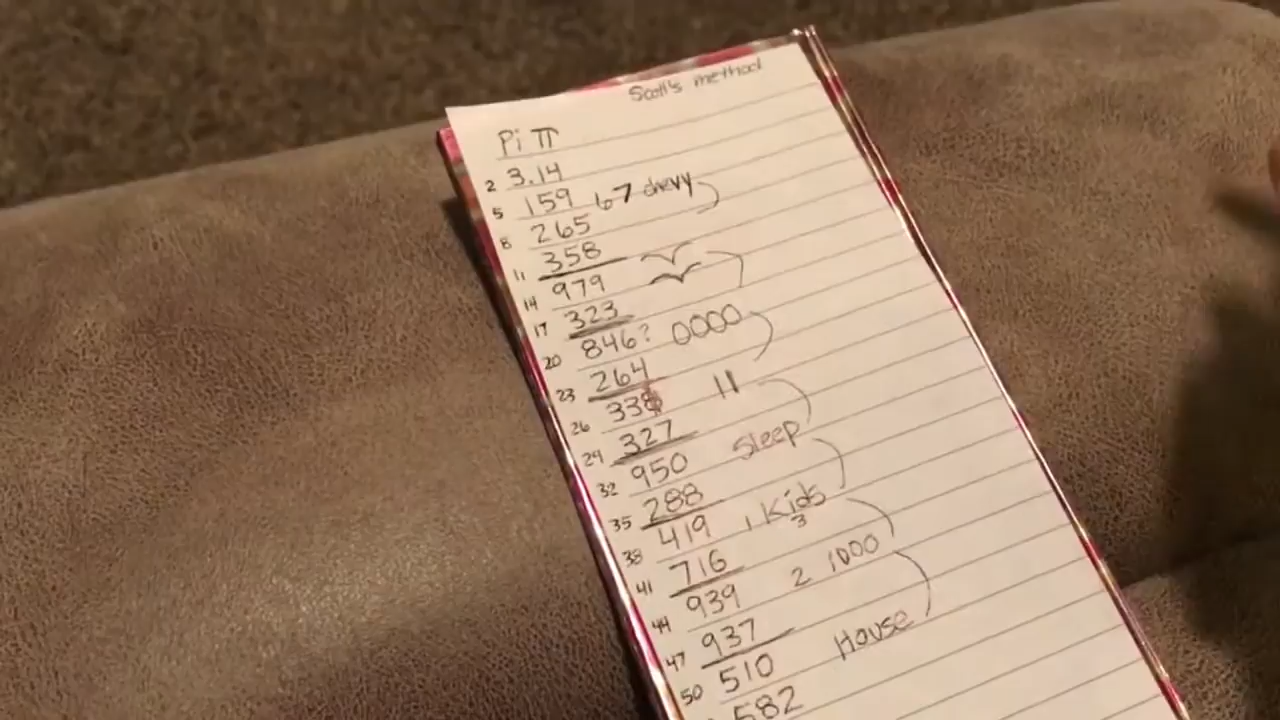 Scott's method
Pi π
2 3.14
5 159 67 chevy
8 265
11 358
14 979
17 323
20 846? 0000
23 264
26 338 11
29 327
32 950 Sleep
35 288
38 419 1 Kids
3
41 716
44 939 2 1000
47 937
50 510 House
582